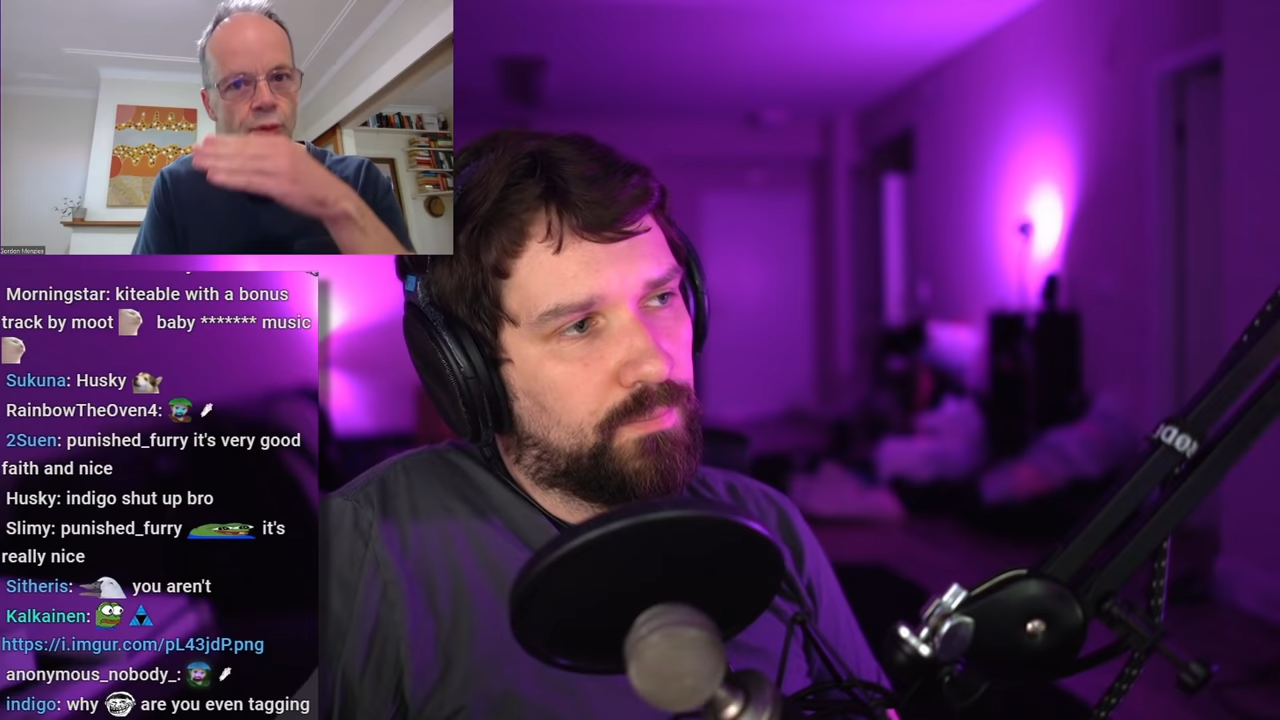 Gordon Menzies
Morningstar: kiteable with a bonus
track by moot baby ******* music
Sukuna: Husky
RainbowTheOven4:
2Suen: punished_furry it's very good
faith and nice
Husky: indigo shut up bro
Slimy: punished_furry it's
really nice
Sitheris: you aren't
Kalkainen:
https://i.imgur.com/pL43jdP.png
anonymous_nobody_:
indigo: why are you even tagging
RØDE